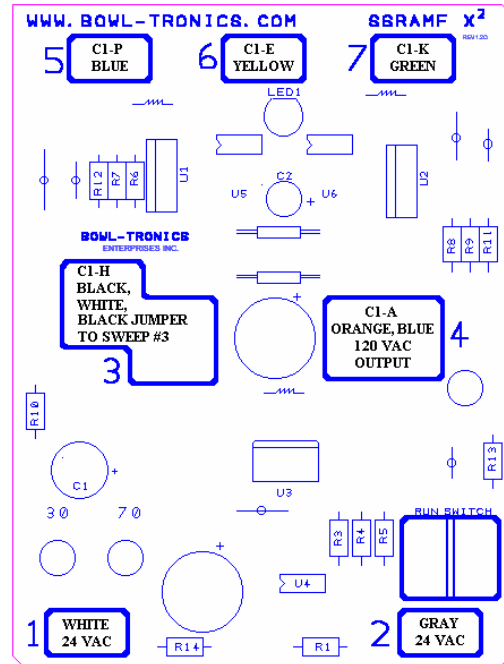 WWW. BOWL-TRONICS. COM
SSRAMF X²
REV1.20
5
C1-P
BLUE
6
C1-E
YELLOW
7
C1-K
GREEN
LED1
R12
R7
R6
U1
U5
C2
+
U6
U2
R8
R9
R11
BOWL-TRONICS
ENTERPRISES INC.
C1-H
BLACK,
WHITE,
BLACK JUMPER
TO SWEEP #3
3
+
C1-A
ORANGE, BLUE
120 VAC
OUTPUT
4
R10
C1
+
U3
R13
30
70
RUN SWITCH
R3
R4
R5
+
U4
1
WHITE
24 VAC
R14
R1
2
GRAY
24 VAC